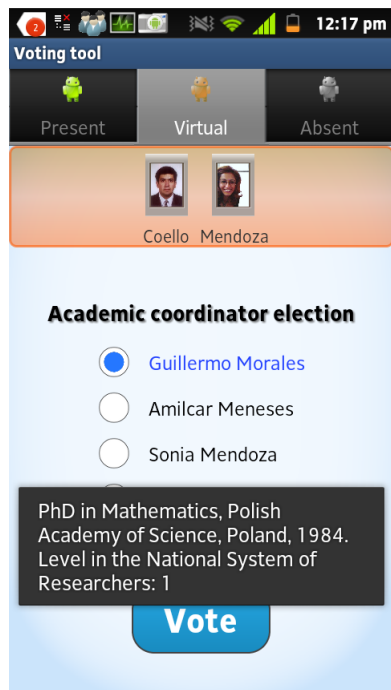 2
12:17 pm
Voting tool
Present Virtual Absent
Coello Mendoza
Academic coordinator election
Guillermo Morales
Amilcar Meneses
Sonia Mendoza
PhD in Mathematics, Polish
Academy of Science, Poland, 1984.
Level in the National System of
Researchers: 1
Vote